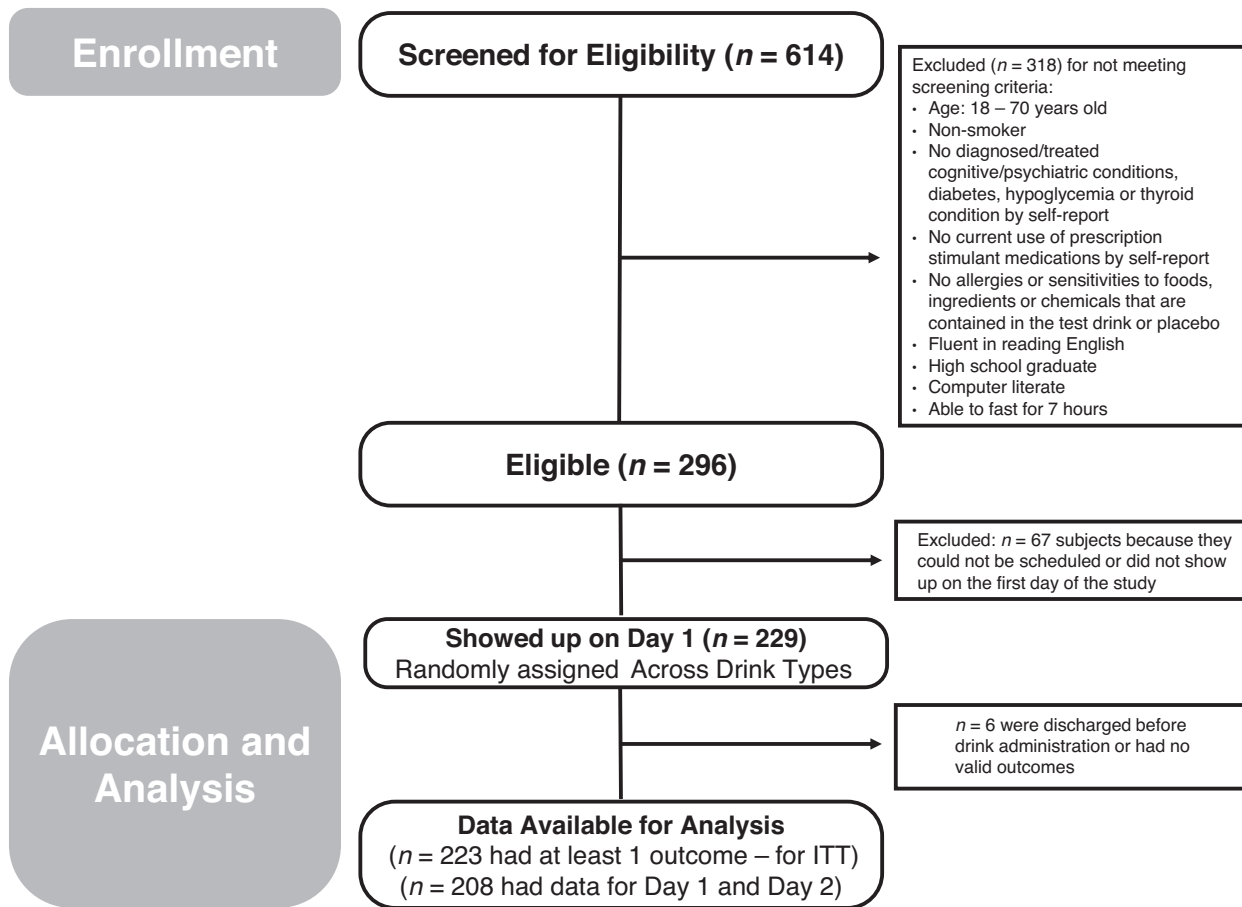 Enrollment
Screened for Eligibility (n = 614)
Excluded (n = 318) for not meeting
screening criteria:
• Age: 18 – 70 years old
• Non-smoker
• No diagnosed/treated
cognitive/psychiatric conditions,
diabetes, hypoglycemia or thyroid
condition by self-report
• No current use of prescription
stimulant medications by self-report
• No allergies or sensitivities to foods,
ingredients or chemicals that are
contained in the test drink or placebo
• Fluent in reading English
• High school graduate
• Computer literate
• Able to fast for 7 hours
Eligible (n = 296)
Excluded: n = 67 subjects because they
could not be scheduled or did not show
up on the first day of the study
Allocation and
Analysis
Showed up on Day 1 (n = 229)
Randomly assigned Across Drink Types
n = 6 were discharged before
drink administration or had no
valid outcomes
Data Available for Analysis
(n = 223 had at least 1 outcome – for ITT)
(n = 208 had data for Day 1 and Day 2)